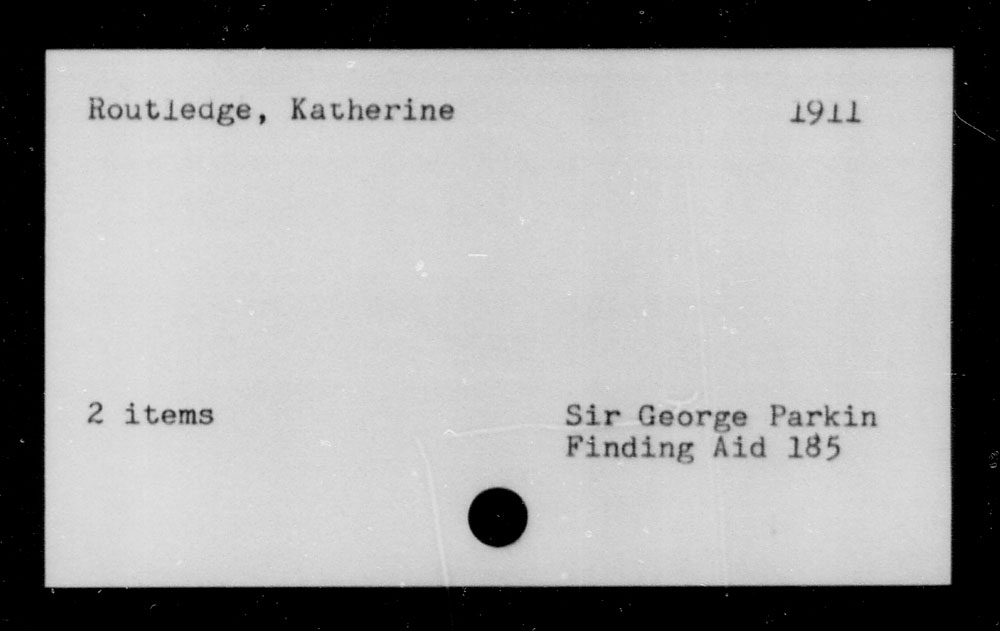 Routledge, Katherine 1911
2 items
Sir George Parkin
Finding Aid 185